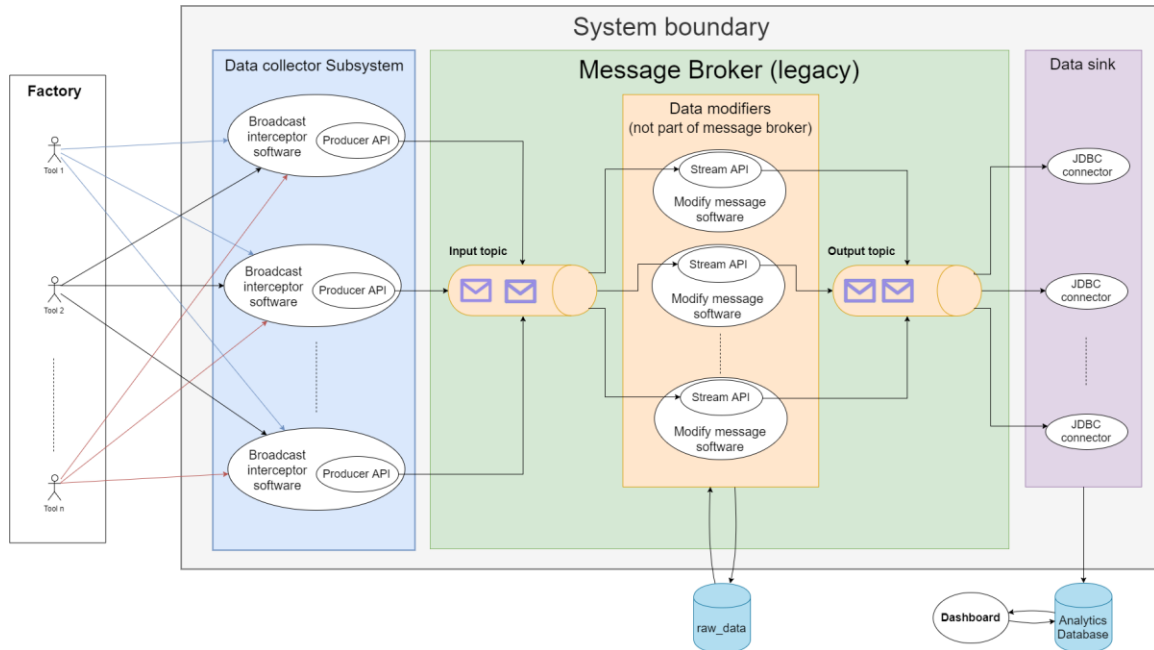 System boundary
Factory
Tool 1
Tool 2
Tool n
Data collector Subsystem
Broadcast
interceptor
software
Producer API
Broadcast
interceptor
software
Producer API
Broadcast
interceptor
software
Producer API
Message Broker (legacy)
Input topic
Data modifiers
(not part of message broker)
Stream API
Modify message
software
Stream API
Modify message
software
Stream API
Modify message
software
Output topic
Data sink
JDBC
connector
JDBC
connector
JDBC
connector
raw_data
Dashboard
Analytics
Database